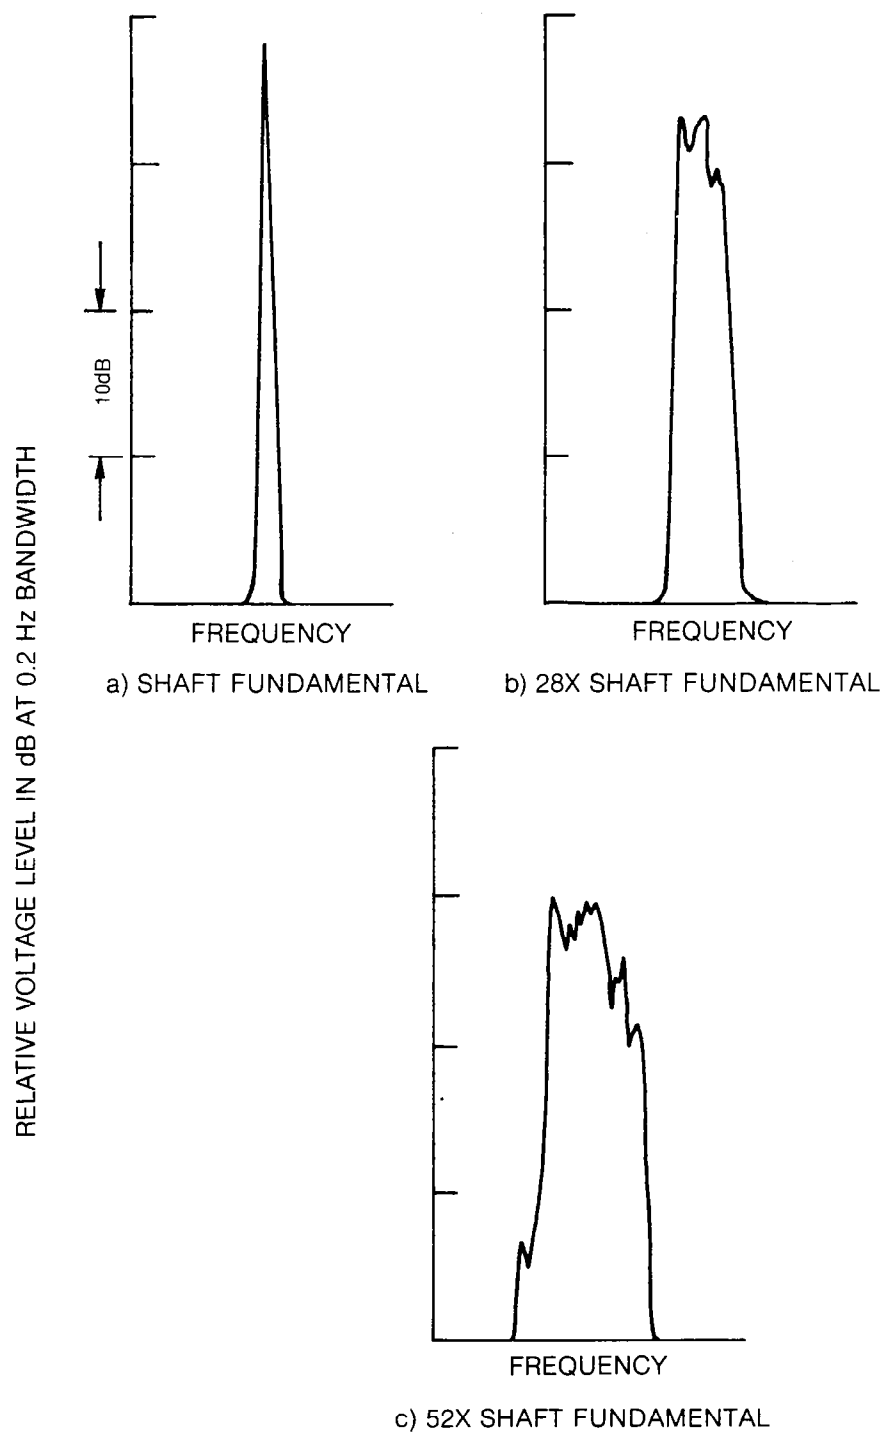 RELATIVE VOLTAGE LEVEL IN dB AT 0.2 Hz BANDWIDTH
10dB
FREQUENCY
a) SHAFT FUNDAMENTAL
FREQUENCY
b) 28X SHAFT FUNDAMENTAL
FREQUENCY
c) 52X SHAFT FUNDAMENTAL